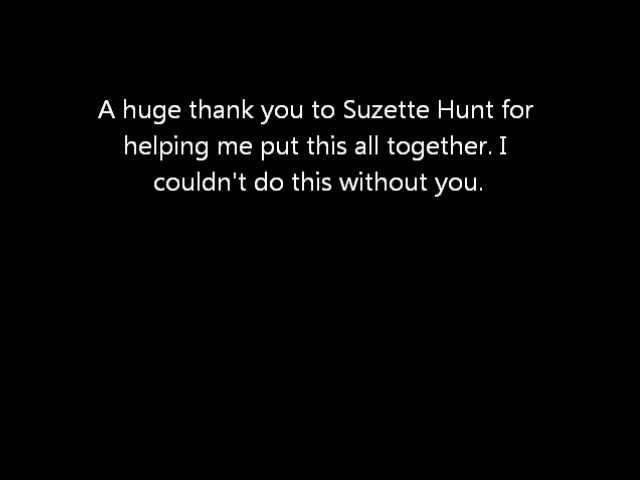 A huge thank you to Suzette Hunt for
helping me put this all together. I
couldn't do this without you.